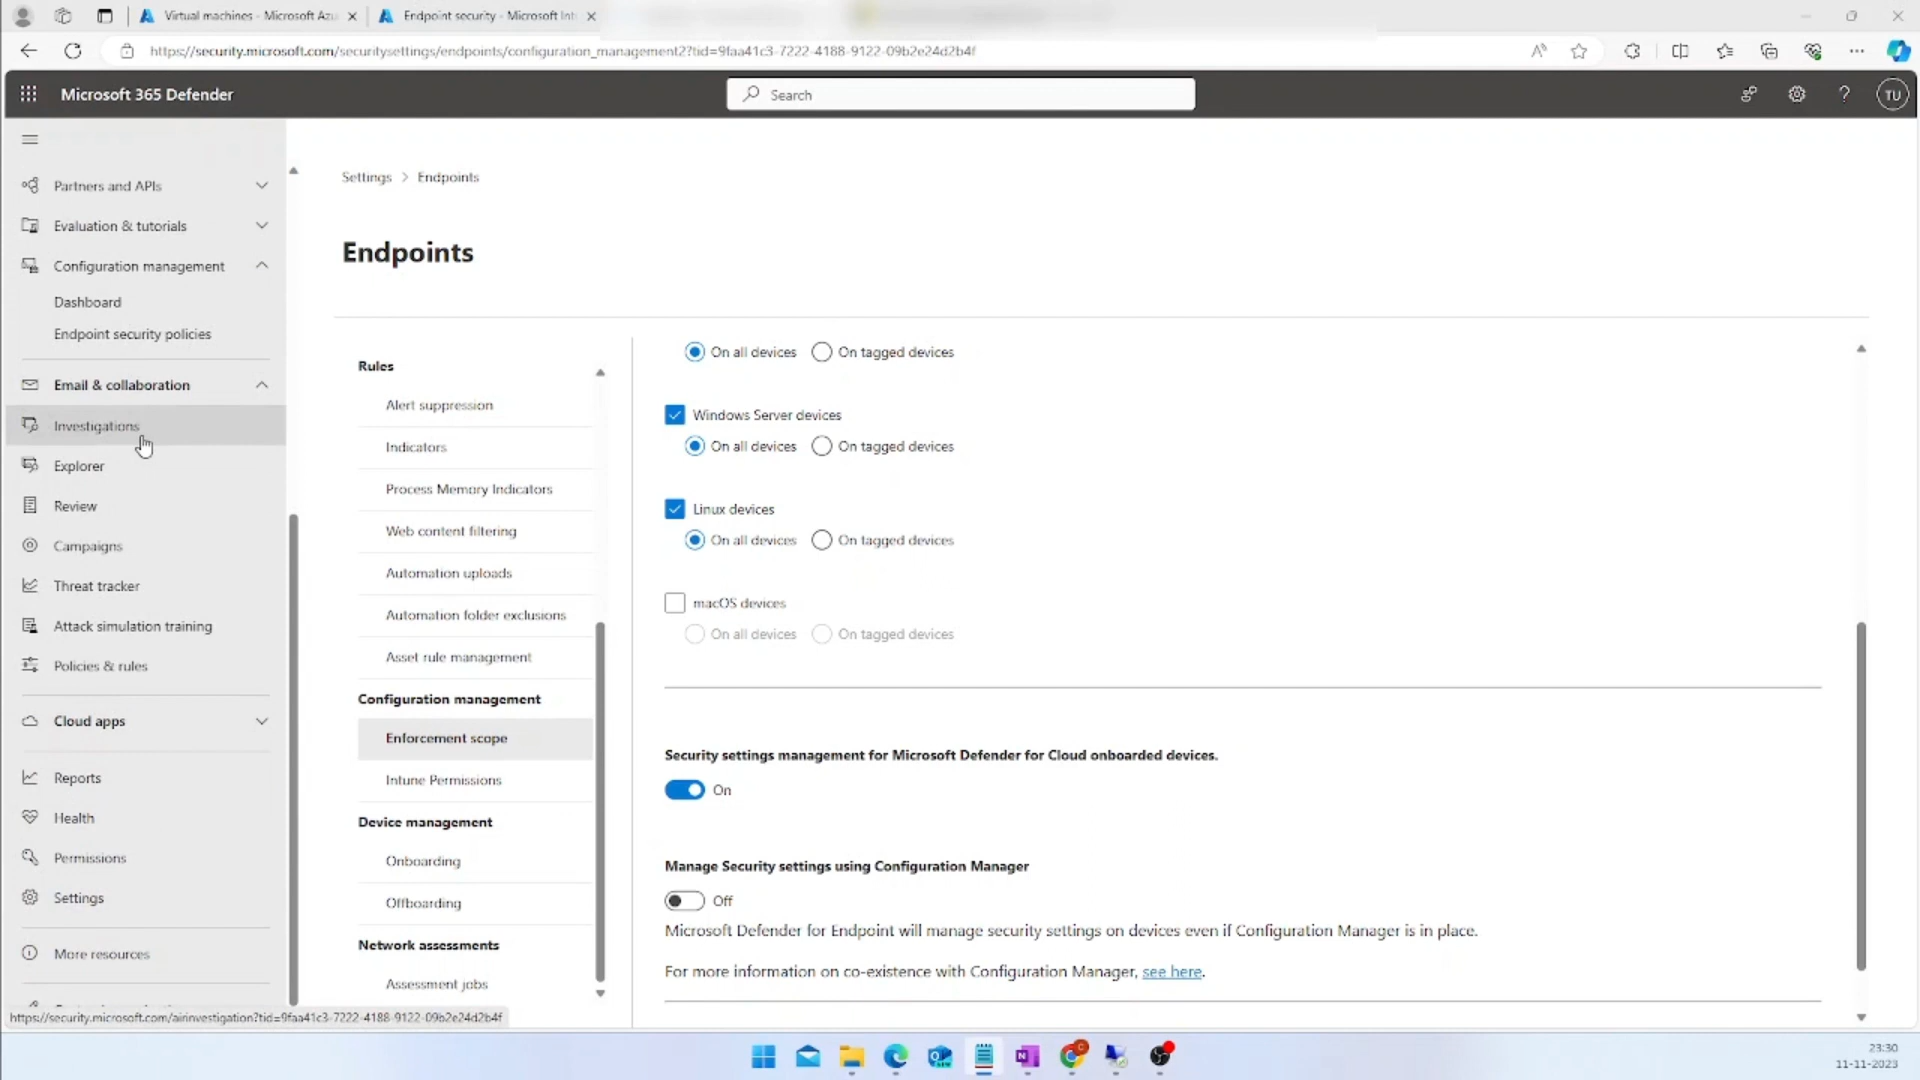 Virtual machines - Microsoft Azu
Endpoint security - Microsoft Int
https://security.microsoft.com/securitysettings/endpoints/configuration_management2?tid=9faa41c3-7222-4188-9122-09b2e24d2b4f
Microsoft 365 Defender
Search
TU
Partners and APIs
Evaluation & tutorials
Configuration management
Dashboard
Endpoint security policies
Email & collaboration
Investigations
Explorer
Review
Campaigns
Threat tracker
Attack simulation training
Policies & rules
Cloud apps
Reports
Health
Permissions
Settings
More resources
https://security.microsoft.com/airinvestigation?tid=9faa41c3-7222-4188-9122-09b2e24d2b4f
Settings > Endpoints
Endpoints
Rules
Alert suppression
Indicators
Process Memory Indicators
Web content filtering
Automation uploads
Automation folder exclusions
Asset rule management
Configuration management
Enforcement scope
Intune Permissions
Device management
Onboarding
Offboarding
Network assessments
Assessment jobs
On all devices On tagged devices
Windows Server devices
On all devices On tagged devices
Linux devices
On all devices On tagged devices
macOS devices
On all devices On tagged devices
Security settings management for Microsoft Defender for Cloud onboarded devices.
On
Manage Security settings using Configuration Manager
Off
Microsoft Defender for Endpoint will manage security settings on devices even if Configuration Manager is in place.
For more information on co-existence with Configuration Manager, see here.
23:30
11-11-2023